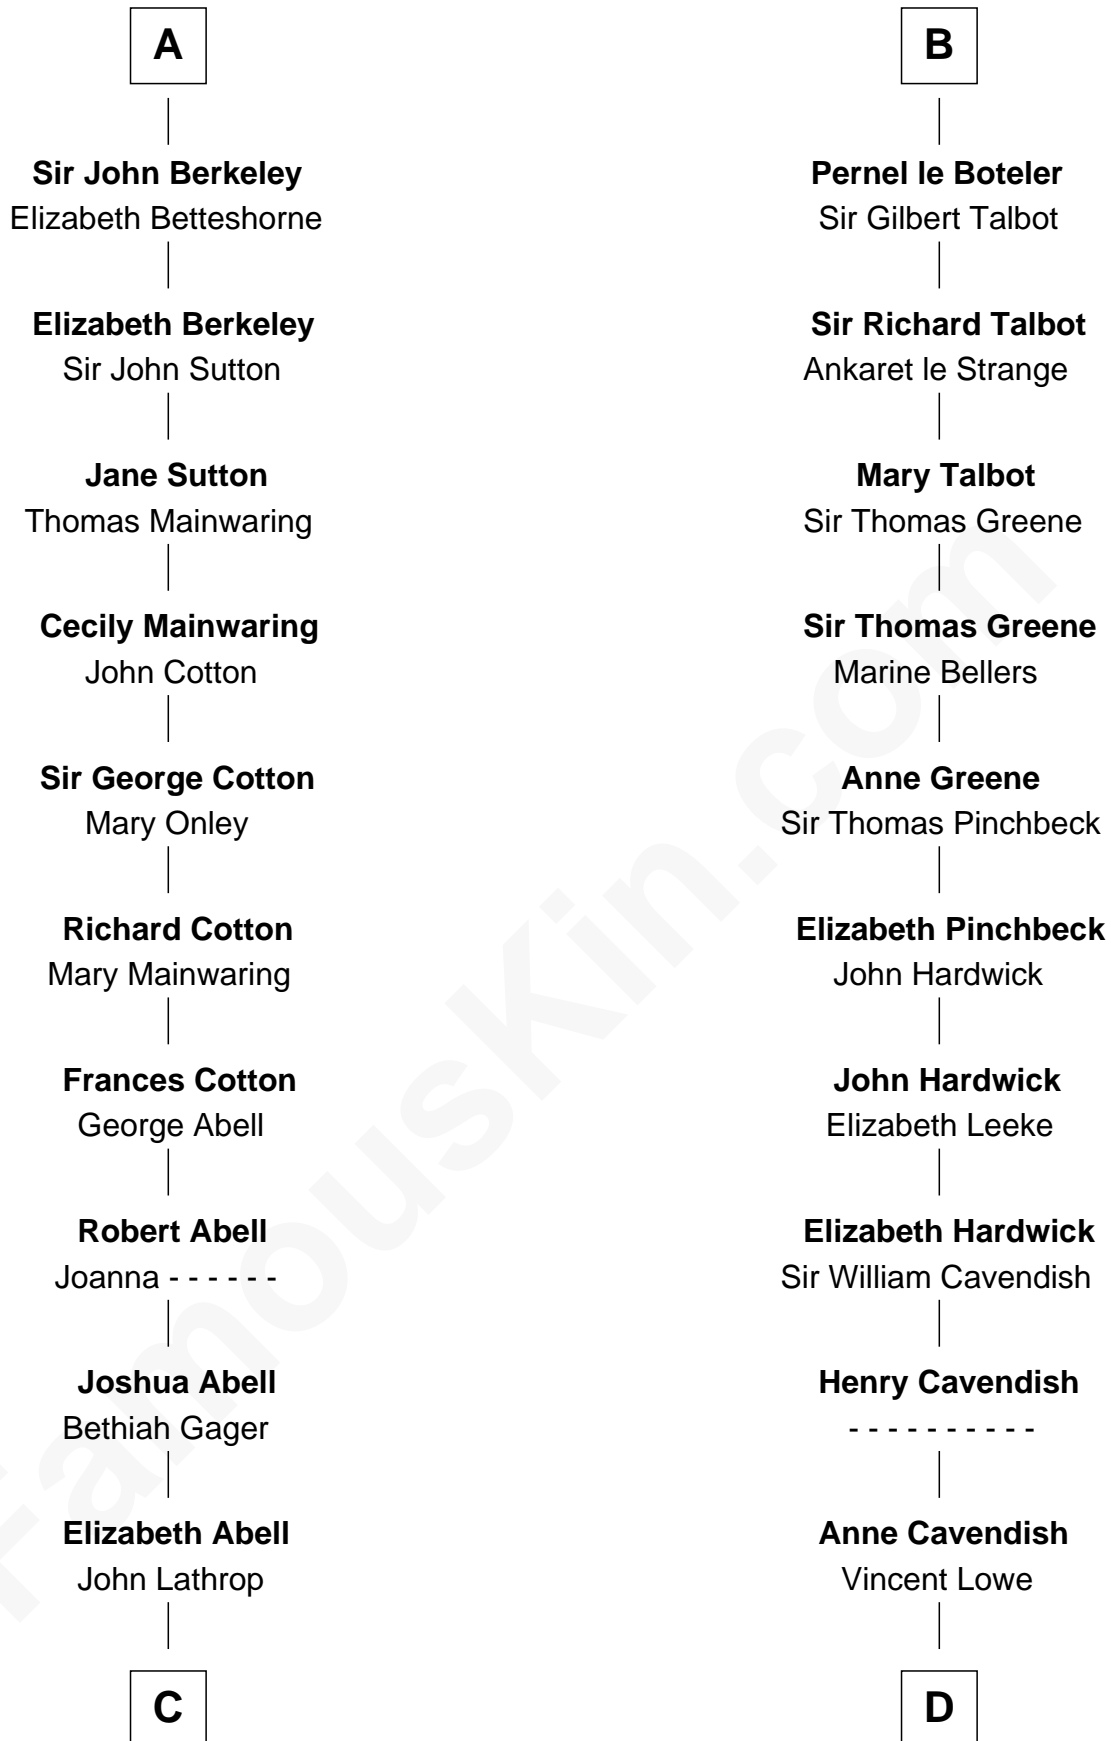 A
Sir John Berkeley
Elizabeth Betteshorne
Elizabeth Berkeley
Sir John Sutton
Jane Sutton
Thomas Mainwaring
Cecily Mainwaring
John Cotton
Sir George Cotton
Mary Onley
Richard Cotton
Mary Mainwaring
Frances Cotton
George Abell
Robert Abell
Joanna - - - - - -
Joshua Abell
Bethiah Gager
Elizabeth Abell
John Lathrop
C
B
Pernel le Boteler
Sir Gilbert Talbot
Sir Richard Talbot
Ankaret le Strange
Mary Talbot
Sir Thomas Greene
Sir Thomas Greene
Marine Bellers
Anne Greene
Sir Thomas Pinchbeck
Elizabeth Pinchbeck
John Hardwick
John Hardwick
Elizabeth Leeke
Elizabeth Hardwick
Sir William Cavendish
Henry Cavendish
- - - - - - - - - -
Anne Cavendish
Vincent Lowe
D
FamousKin.com